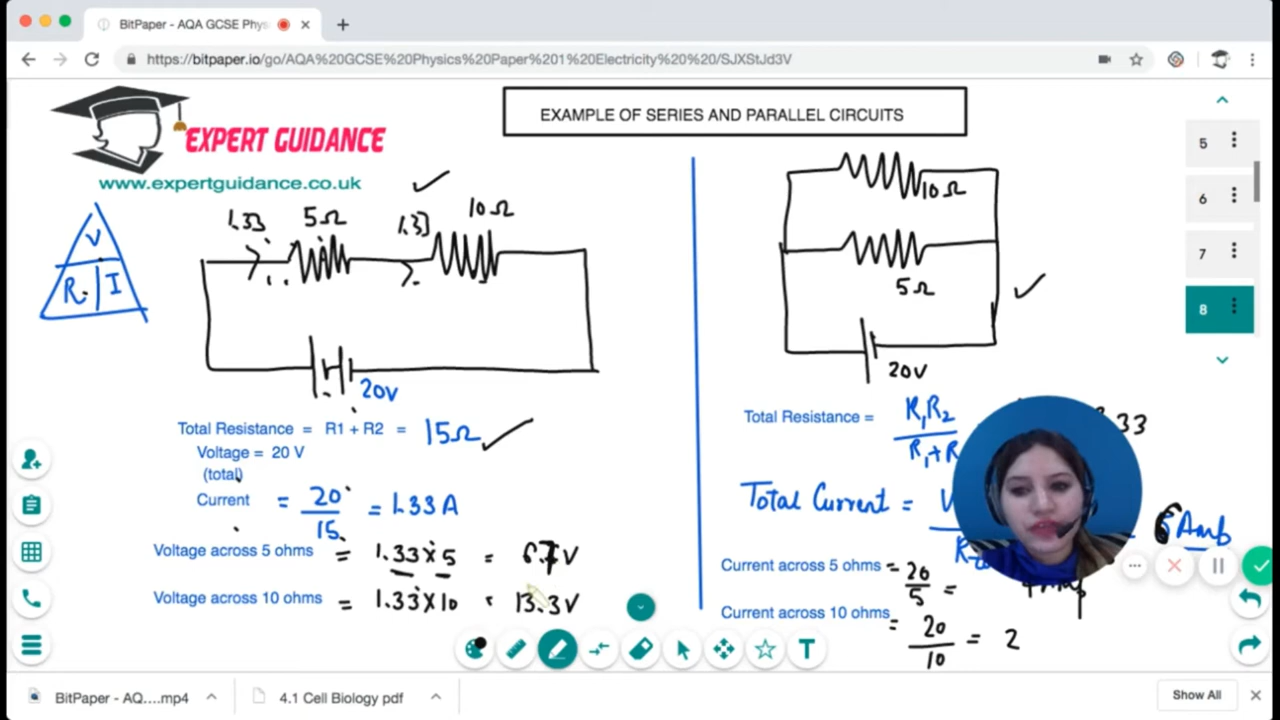 BitPaper - AQA GCSE Phys
https://bitpaper.io/go/AQA%20GCSE%20Physics%20Paper%201%20Electricity%20%20/SJXStJd3V
EXPERT GUIDANCE
www.expertguidance.co.uk
EXAMPLE OF SERIES AND PARALLEL CIRCUITS
V
R I
1.33 5Ω 1.33 10Ω
20V
Total Resistance = R1 + R2 = 15Ω
Voltage = 20 V
(total)
Current = 20/15 = 1.33 A
Voltage across 5 ohms = 1.33 x 5 = 6.7V
Voltage across 10 ohms = 1.33 x 10 = 13.3V
10Ω
5Ω
20V
Total Resistance = R1R2
R1+R
33
Total Current = V
6 Amb
Current across 5 ohms = 20/5 =
Current across 10 ohms = 20/10 = 2
5
6
7
8
T
BitPaper - AQ....mp4
4.1 Cell Biology pdf
Show All